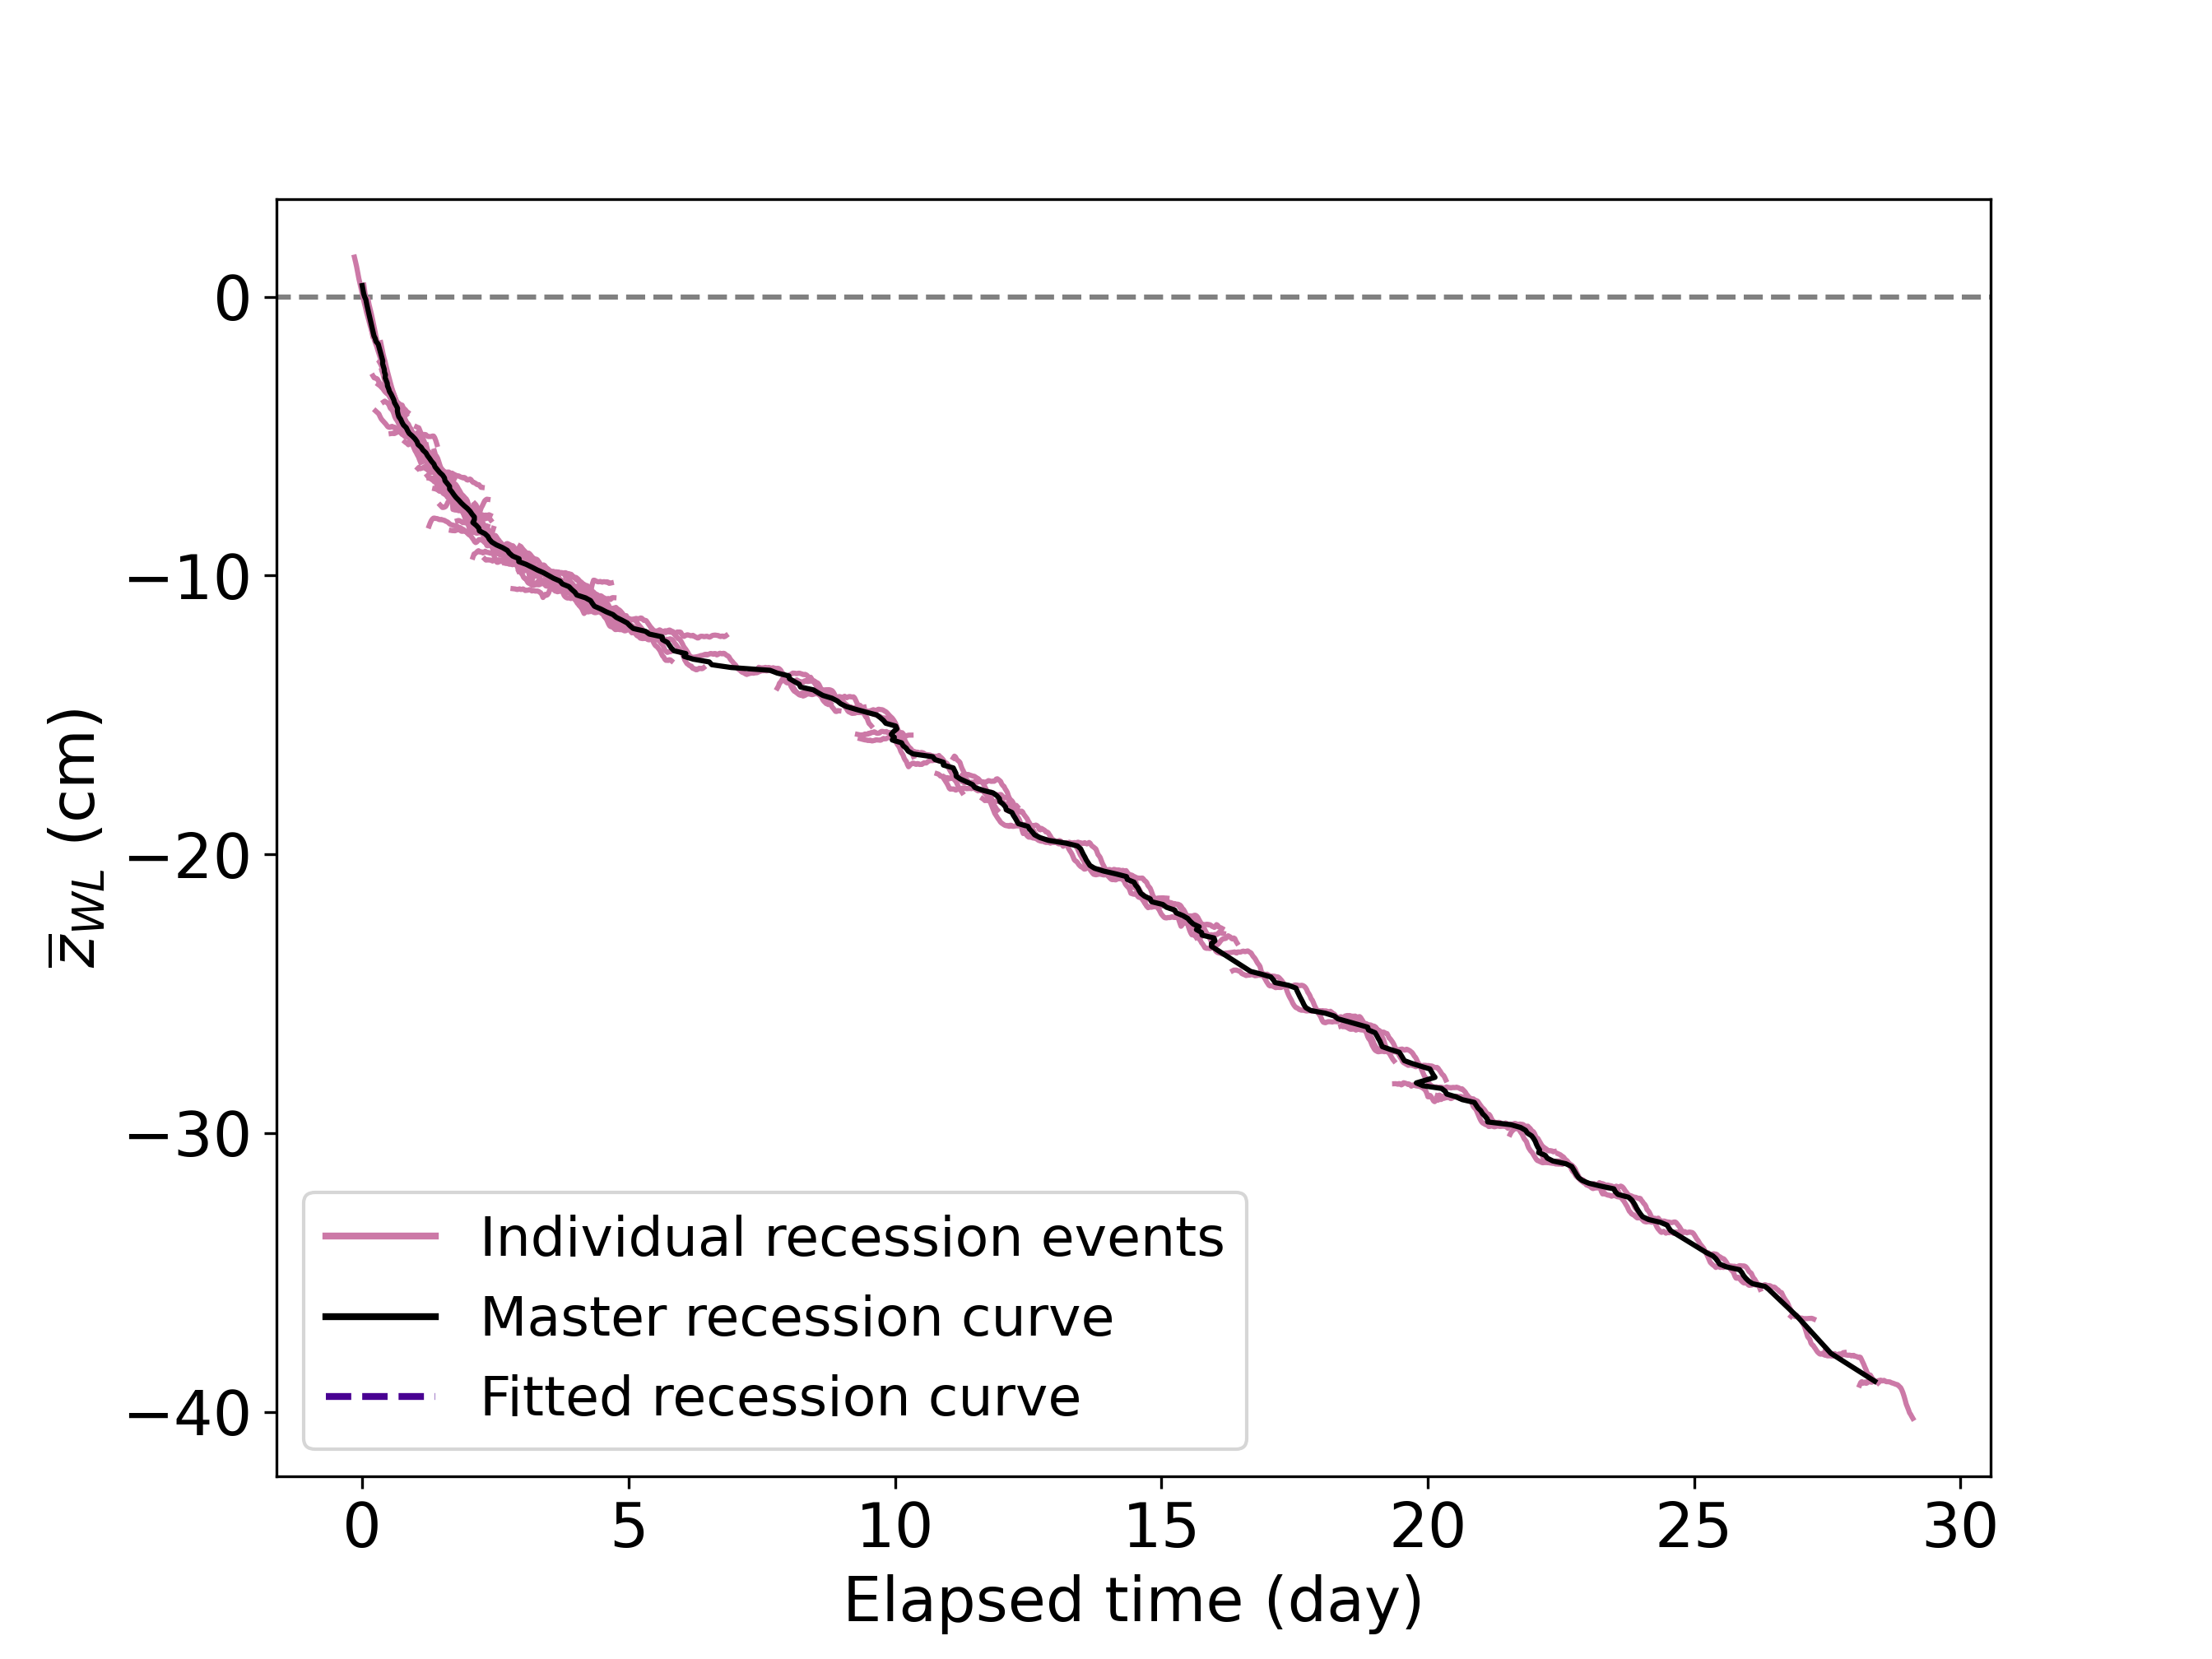 0
−10
−20
−30
−40
z̅WL (cm)
Individual recession events
Master recession curve
Fitted recession curve
0 5 10 15 20 25 30
Elapsed time (day)